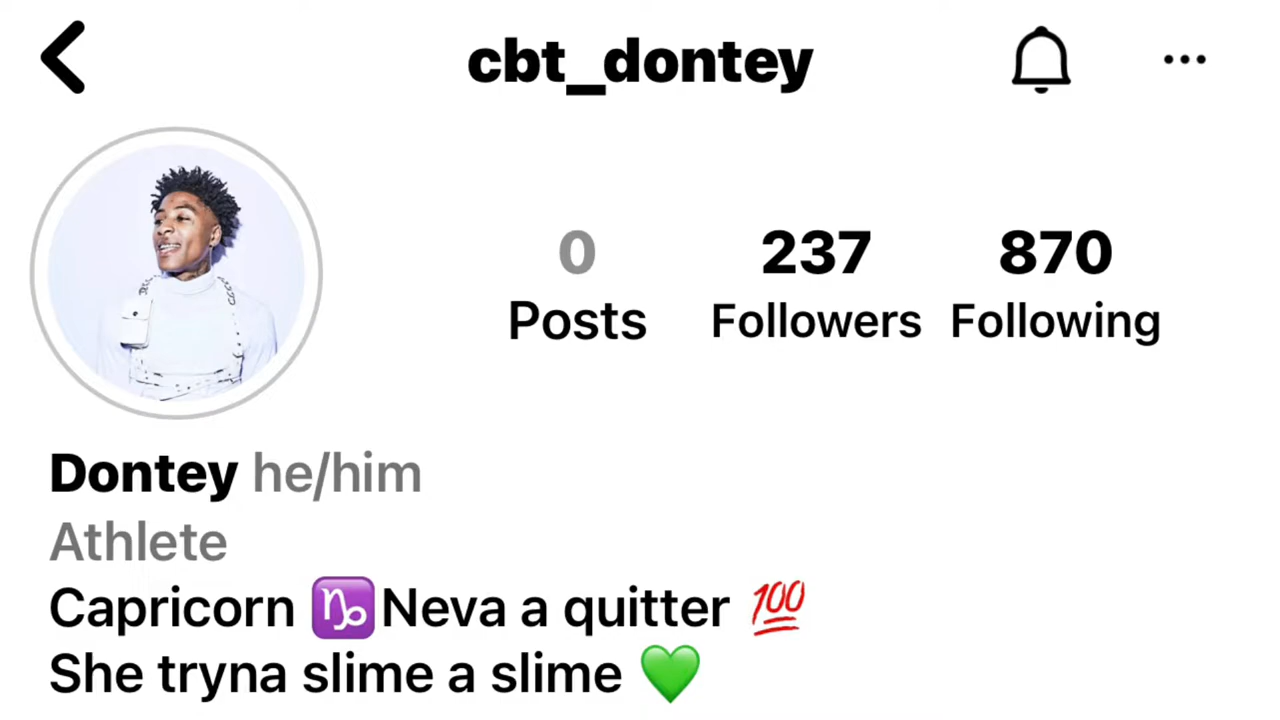 cbt_dontey
0 237 870
Posts Followers Following
Dontey he/him
Athlete
Capricorn ♑Neva a quitter 💯
She tryna slime a slime 💚